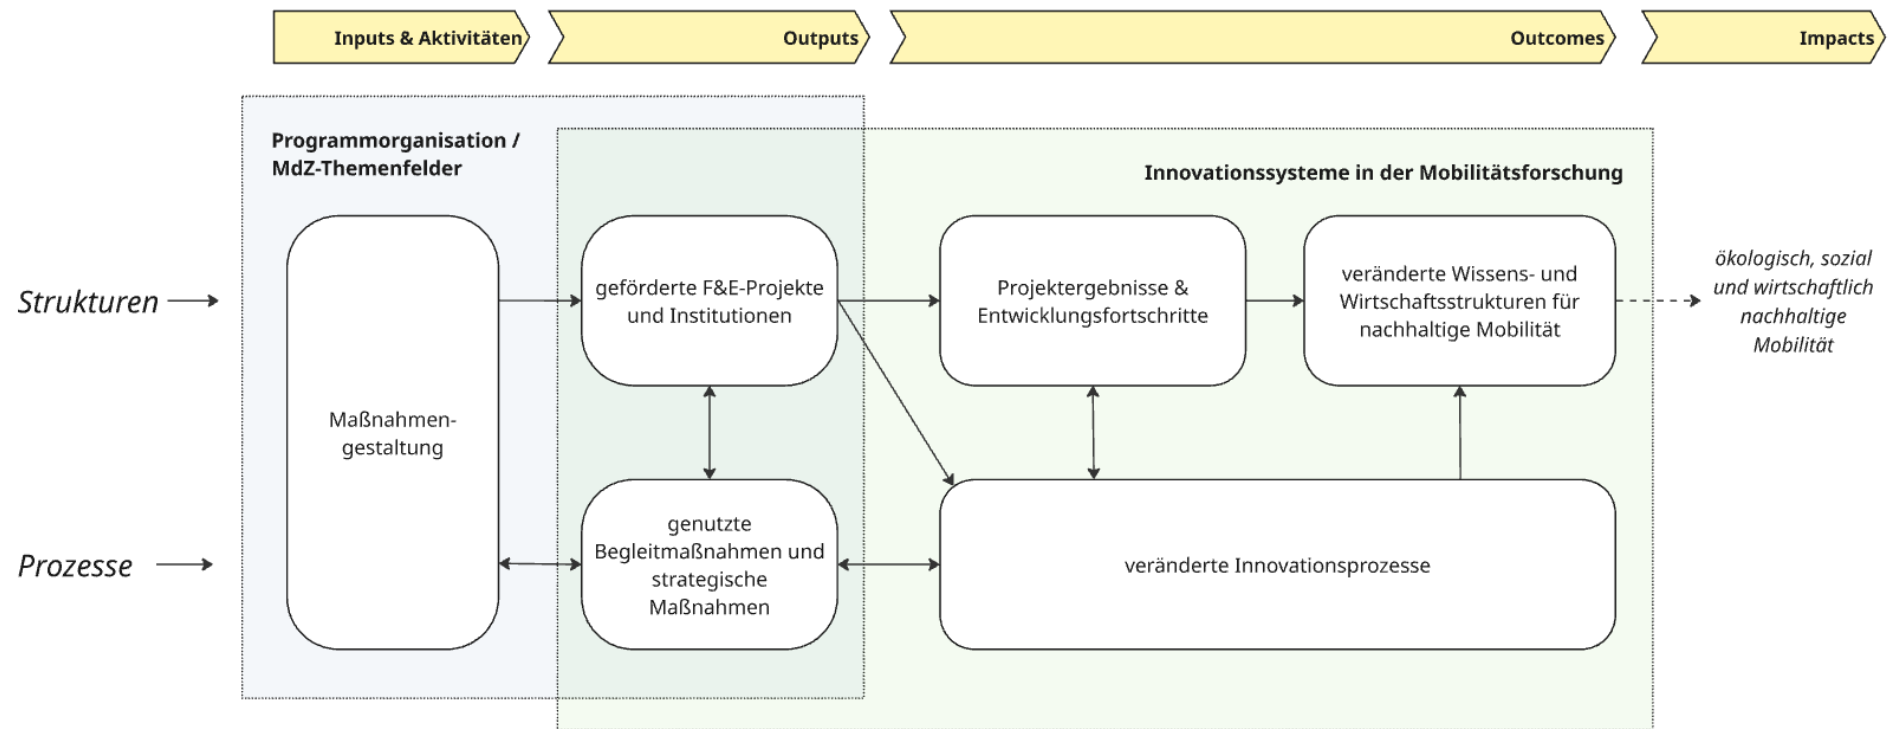 Inputs & Aktivitäten
Outputs
Outcomes
Impacts
Programmorganisation /
MdZ-Themenfelder
Innovationssysteme in der Mobilitätsforschung
Strukturen
geförderte F&E-Projekte
und Institutionen
Projektergebnisse &
Entwicklungsfortschritte
veränderte Wissens- und
Wirtschaftsstrukturen für
nachhaltige Mobilität
ökologisch, sozial
und wirtschaftlich
nachhaltige
Mobilität
Maßnahmen-
gestaltung
Prozesse
genutzte
Begleitmaßnahmen und
strategische
Maßnahmen
veränderte Innovationsprozesse